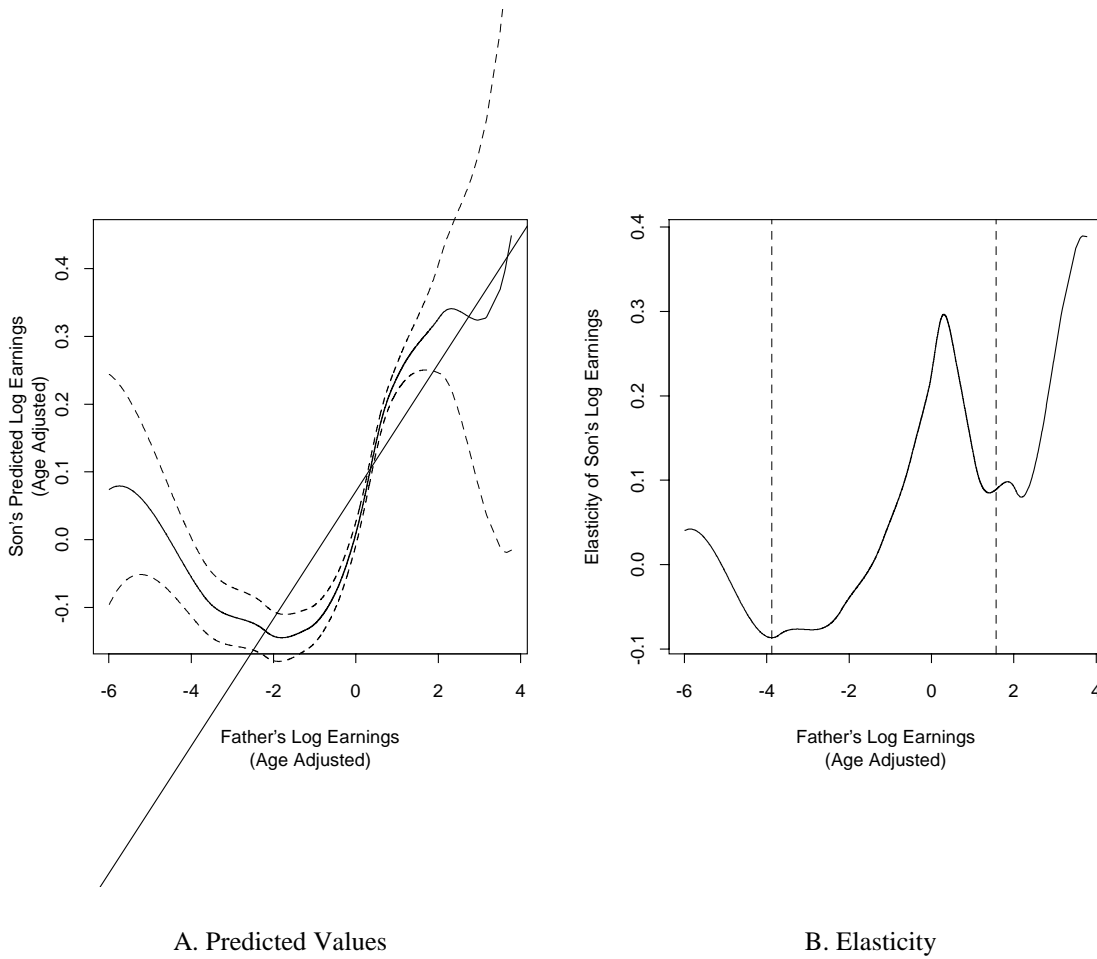 Son's Predicted Log Earnings
(Age Adjusted)
0.4
0.3
0.2
0.1
0.0
-0.1
-6 -4 -2 0 2 4
Father's Log Earnings
(Age Adjusted)
A. Predicted Values
Elasticity of Son's Log Earnings
0.4
0.3
0.2
0.1
0.0
-0.1
-6 -4 -2 0 2 4
Father's Log Earnings
(Age Adjusted)
B. Elasticity